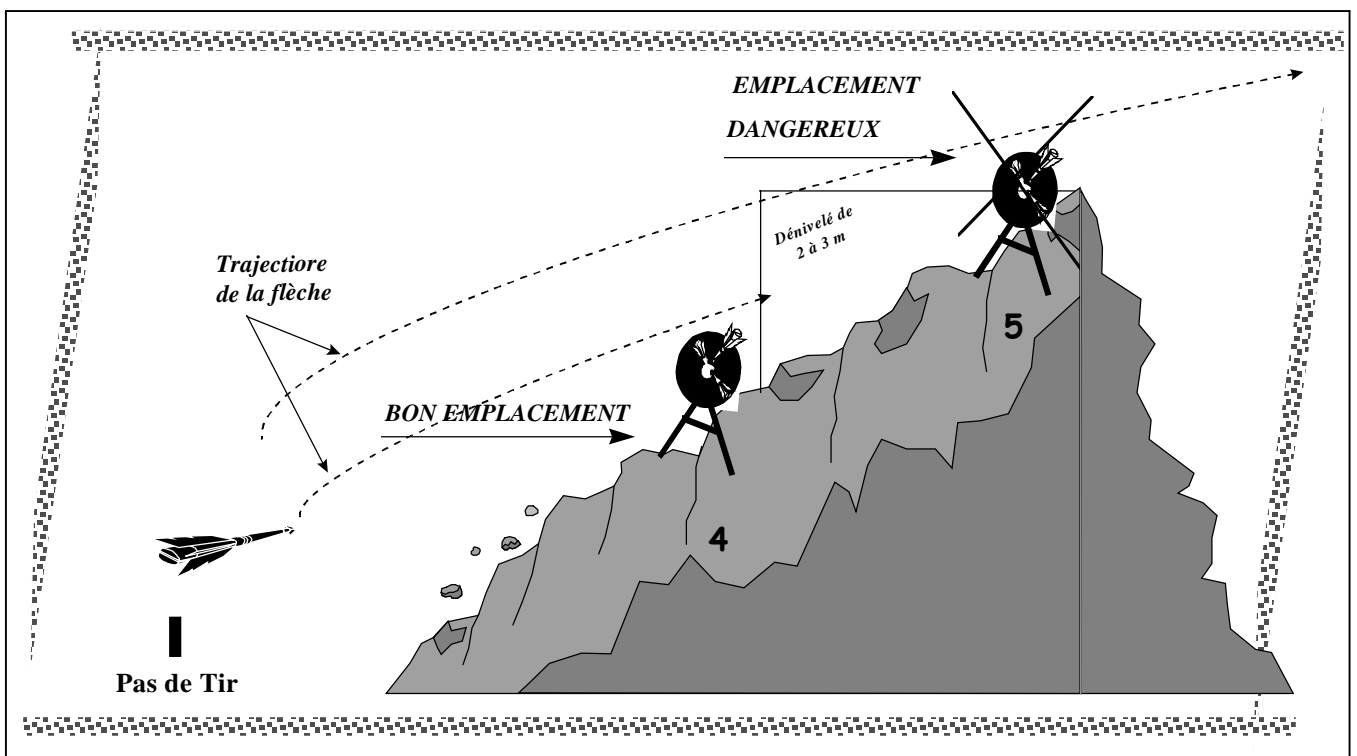 EMPLACEMENT
DANGEREUX
Dénivelé de
2 à 3 m
Trajectiore
de la flèche
5
BON EMPLACEMENT
4
Pas de Tir